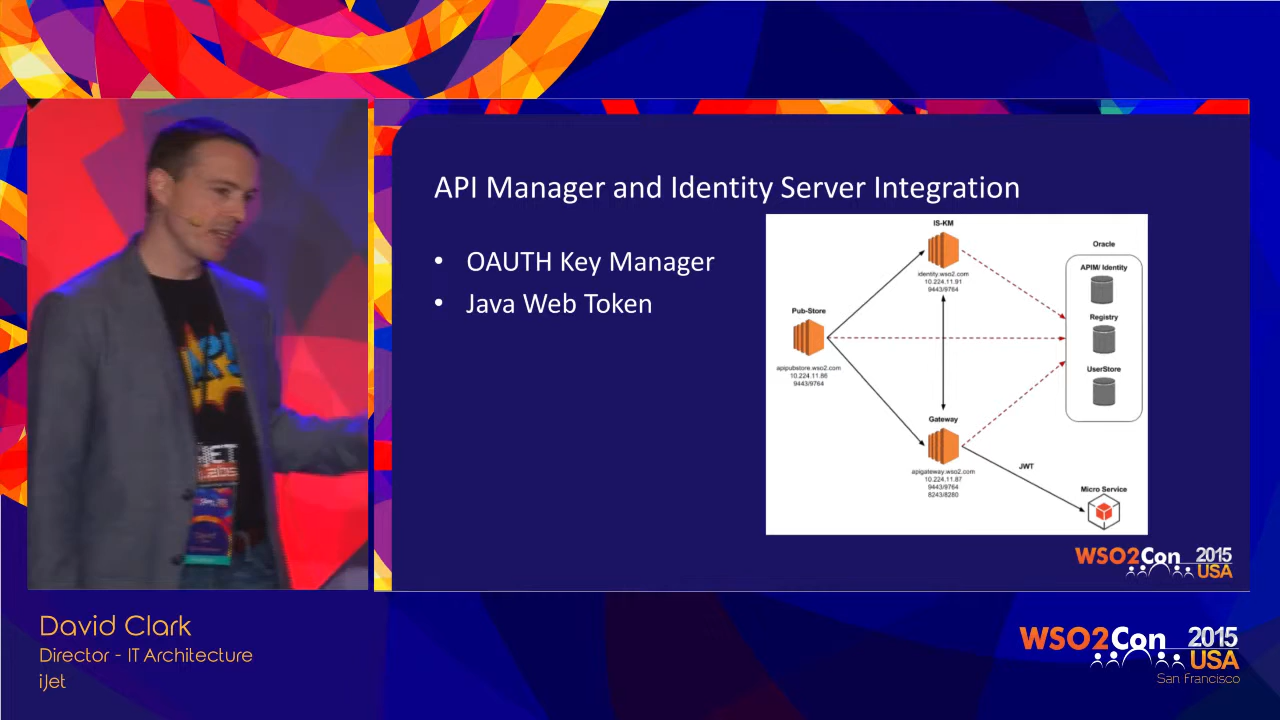 API Manager and Identity Server Integration
• OAUTH Key Manager
• Java Web Token
IS-KM
identity.wso2.com
10.224.11.91
9443/9764
Pub-Store
apipubstore.wso2.com
10.224.11.86
9443/9764
Oracle
APIM/ Identity
Registry
UserStore
Gateway
apigateway.wso2.com
10.224.11.87
9443/9764
8243/8280
JWT
Micro Service
WSO2Con 2015
USA
API
iJET
Labs
David Clark
Director - IT Architecture
iJet
WSO2Con 2015
USA
San Francisco